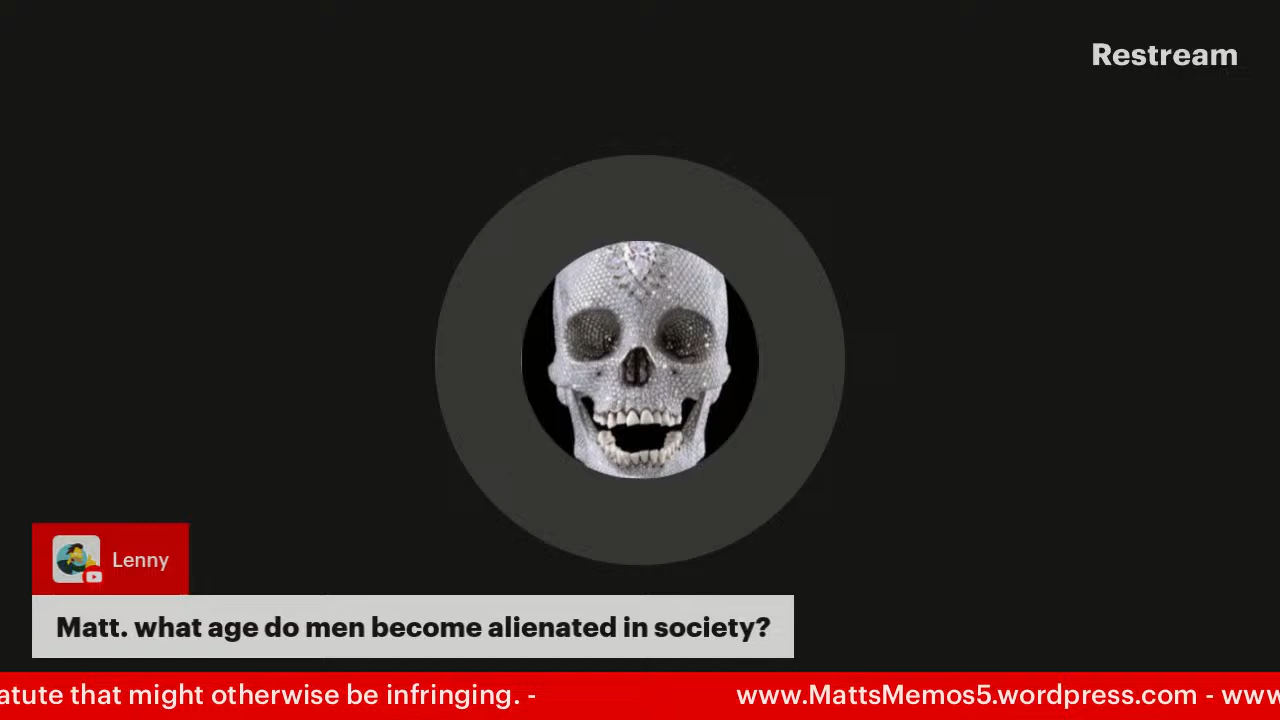 Restream
Lenny
Matt. what age do men become alienated in society?
atute that might otherwise be infringing. - www.MattsMemos5.wordpress.com - www